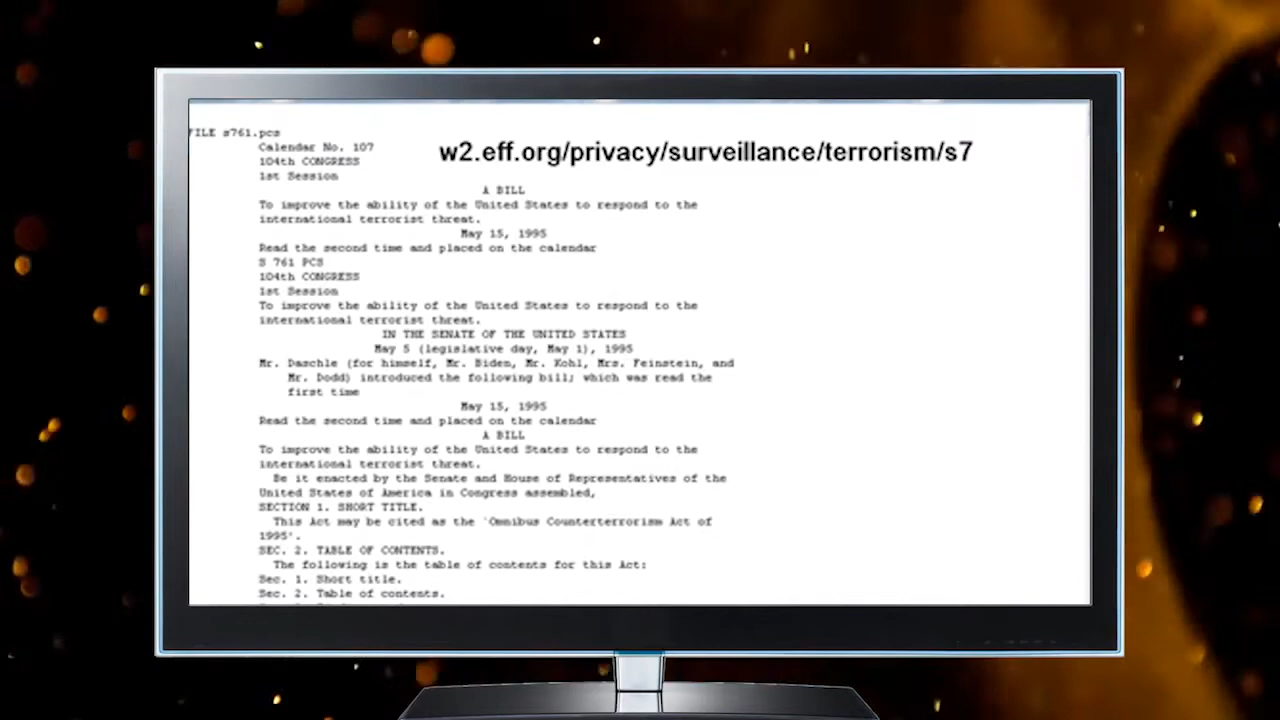 FILE s761.pcs
Calendar No. 107
w2.eff.org/privacy/surveillance/terrorism/s7
104th CONGRESS
1st Session
A BILL
To improve the ability of the United States to respond to the
international terrorist threat.
May 15, 1995
Read the second time and placed on the calendar
S 761 PCS
104th CONGRESS
1st Session
To improve the ability of the United States to respond to the
international terrorist threat.
IN THE SENATE OF THE UNITED STATES
May 5 (legislative day, May 1), 1995
Mr. Daschle (for himself, Mr. Biden, Mr. Kohl, Mrs. Feinstein, and
Mr. Dodd) introduced the following bill; which was read the
first time
May 15, 1995
Read the second time and placed on the calendar
A BILL
To improve the ability of the United States to respond to the
international terrorist threat.
Be it enacted by the Senate and House of Representatives of the
United States of America in Congress assembled,
SECTION 1. SHORT TITLE.
This Act may be cited as the `Omnibus Counterterrorism Act of
1995'.
SEC. 2. TABLE OF CONTENTS.
The following is the table of contents for this Act:
Sec. 1. Short title.
Sec. 2. Table of contents.